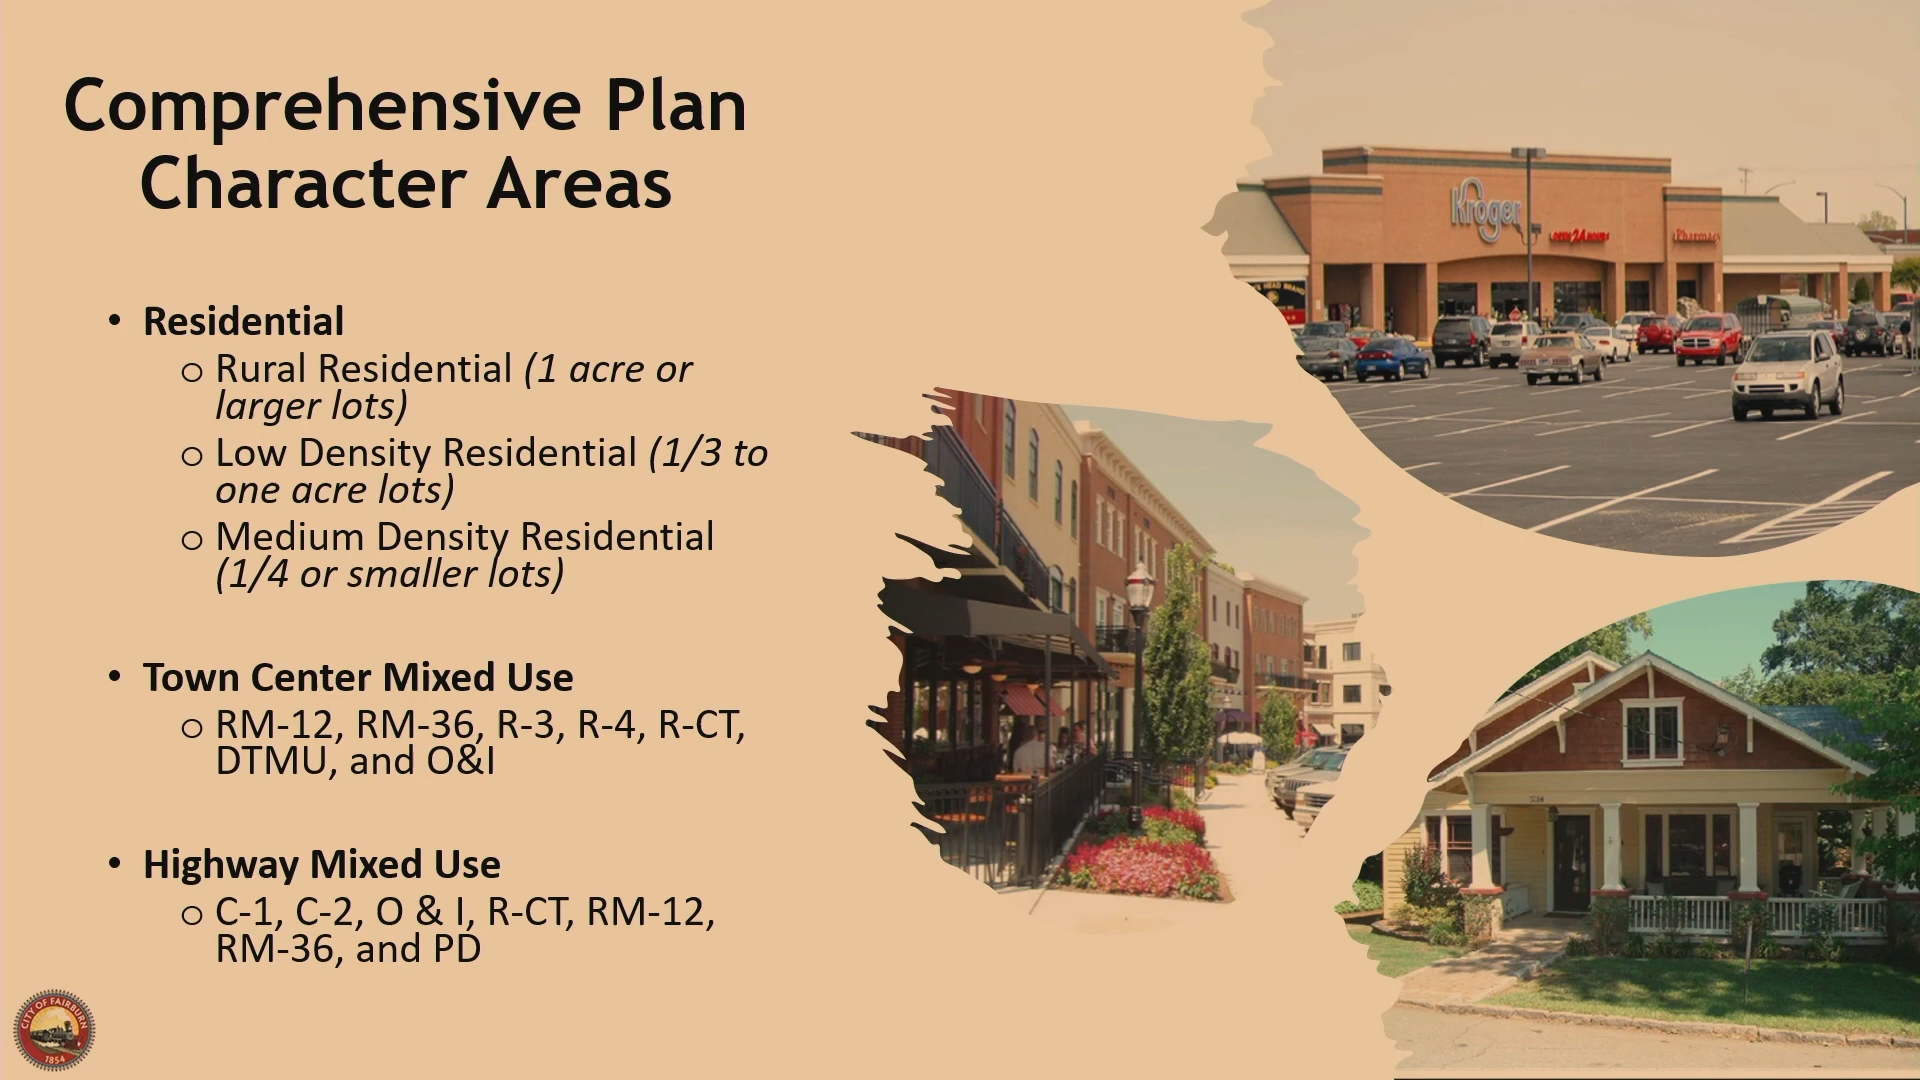 Comprehensive Plan
Character Areas
• Residential
o Rural Residential (1 acre or
larger lots)
o Low Density Residential (1/3 to
one acre lots)
o Medium Density Residential
(1/4 or smaller lots)
• Town Center Mixed Use
o RM-12, RM-36, R-3, R-4, R-CT,
DTMU, and O&I
• Highway Mixed Use
o C-1, C-2, O & I, R-CT, RM-12,
RM-36, and PD
CITY OF FAIRBURN
1854
Kroger
OPEN 24 HOURS
Pharmacy